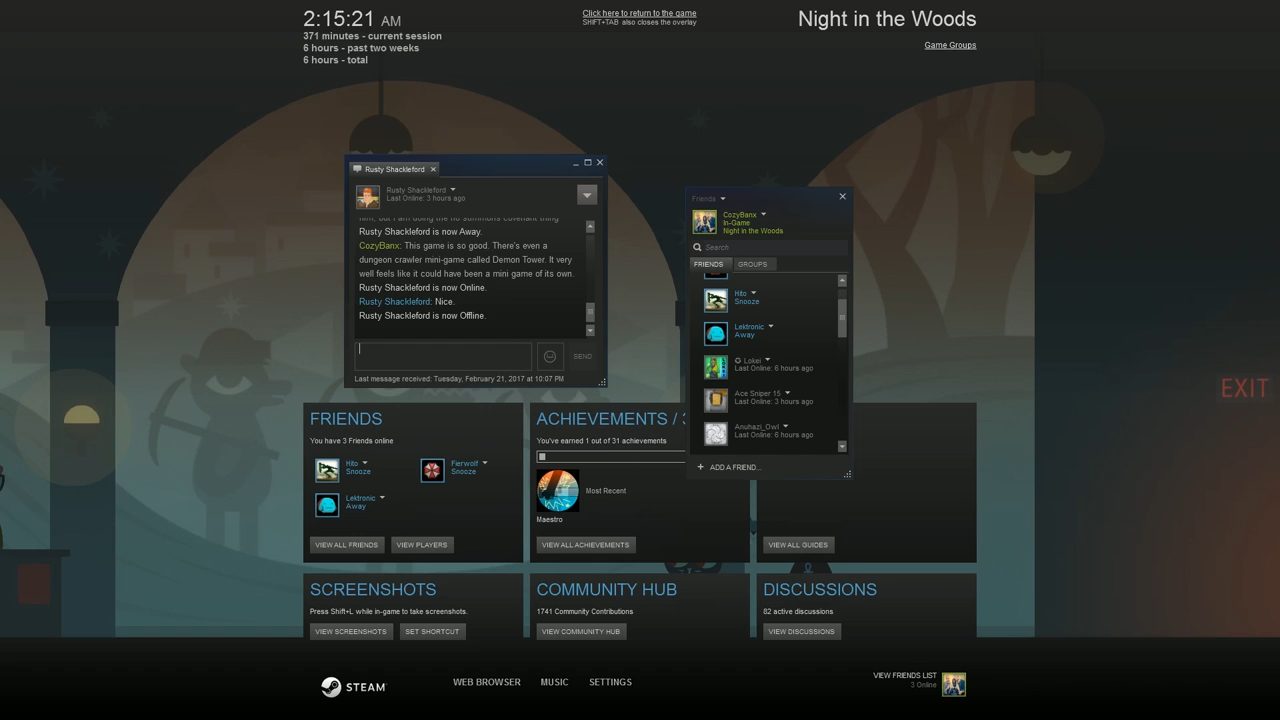 2:15:21 AM
371 minutes - current session
6 hours - past two weeks
6 hours - total
Click here to return to the game
SHIFT+TAB also closes the overlay
Night in the Woods
Game Groups
Rusty Shackleford
Rusty Shackleford
Last Online: 3 hours ago
him, but I am doing the no summons covenant thing
Rusty Shackleford is now Away.
CozyBanx: This game is so good. There's even a
dungeon crawler mini-game called Demon Tower. It very
well feels like it could have been a mini game of its own.
Rusty Shackleford is now Online.
Rusty Shackleford: Nice.
Rusty Shackleford is now Offline.
SEND
Last message received: Tuesday, February 21, 2017 at 10:07 PM
Friends
CozyBanx
In-Game
Night in the Woods
Search
FRIENDS GROUPS
Hito
Snooze
Lektronic
Away
Lokei
Last Online: 6 hours ago
Ace Sniper 15
Last Online: 3 hours ago
Anuhazi_Owl
Last Online: 6 hours ago
ADD A FRIEND...
EXIT
FRIENDS
You have 3 Friends online
Hito
Snooze
Fierwolf
Snooze
Lektronic
Away
VIEW ALL FRIENDS VIEW PLAYERS
ACHIEVEMENTS / 3
You've earned 1 out of 31 achievements
Most Recent
Maestro
VIEW ALL ACHIEVEMENTS
VIEW ALL GUIDES
SCREENSHOTS
Press Shift+L while in-game to take screenshots.
VIEW SCREENSHOTS SET SHORTCUT
COMMUNITY HUB
1741 Community Contributions
VIEW COMMUNITY HUB
DISCUSSIONS
82 active discussions
VIEW DISCUSSIONS
STEAM
WEB BROWSER MUSIC SETTINGS
VIEW FRIENDS LIST
3 Online